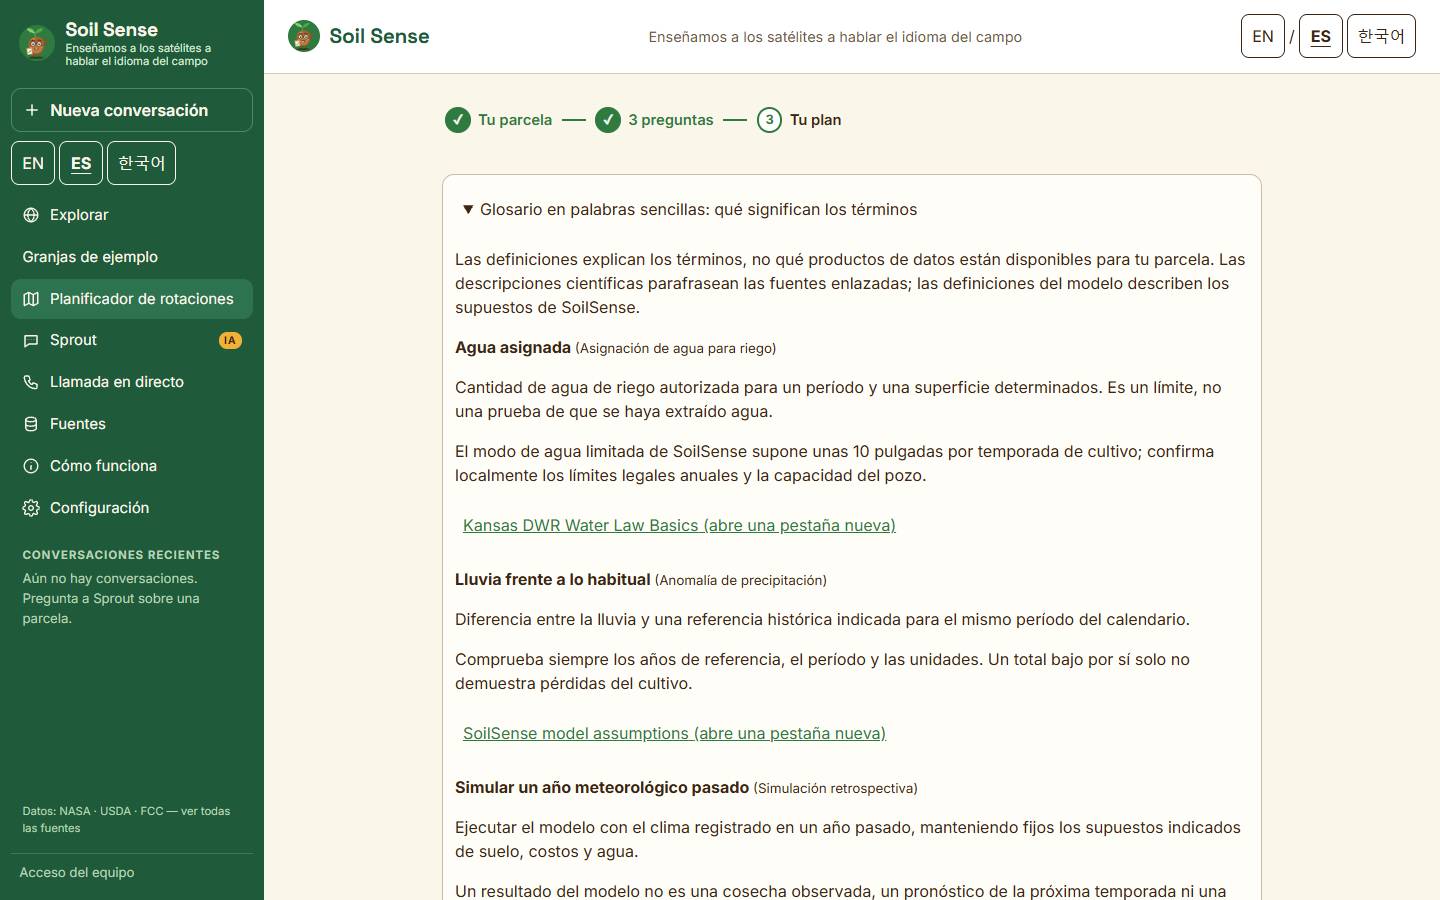 Soil Sense
Enseñamos a los satélites a
hablar el idioma del campo
Nueva conversación
EN
ES
한국어
Explorar
Granjas de ejemplo
Planificador de rotaciones
Sprout
IA
Llamada en directo
Fuentes
Cómo funciona
Configuración
CONVERSACIONES RECIENTES
Aún no hay conversaciones.
Pregunta a Sprout sobre una
parcela.
Datos: NASA · USDA · FCC — ver todas
las fuentes
Acceso del equipo
Soil Sense
Enseñamos a los satélites a hablar el idioma del campo
EN / ES 한국어
Tu parcela
3 preguntas
3 Tu plan
Glosario en palabras sencillas: qué significan los términos
Las definiciones explican los términos, no qué productos de datos están disponibles para tu parcela. Las
descripciones científicas parafrasean las fuentes enlazadas; las definiciones del modelo describen los
supuestos de SoilSense.
Agua asignada (Asignación de agua para riego)
Cantidad de agua de riego autorizada para un período y una superficie determinados. Es un límite, no
una prueba de que se haya extraído agua.
El modo de agua limitada de SoilSense supone unas 10 pulgadas por temporada de cultivo; confirma
localmente los límites legales anuales y la capacidad del pozo.
Kansas DWR Water Law Basics (abre una pestaña nueva)
Lluvia frente a lo habitual (Anomalía de precipitación)
Diferencia entre la lluvia y una referencia histórica indicada para el mismo período del calendario.
Comprueba siempre los años de referencia, el período y las unidades. Un total bajo por sí solo no
demuestra pérdidas del cultivo.
SoilSense model assumptions (abre una pestaña nueva)
Simular un año meteorológico pasado (Simulación retrospectiva)
Ejecutar el modelo con el clima registrado en un año pasado, manteniendo fijos los supuestos indicados
de suelo, costos y agua.
Un resultado del modelo no es una cosecha observada, un pronóstico de la próxima temporada ni una